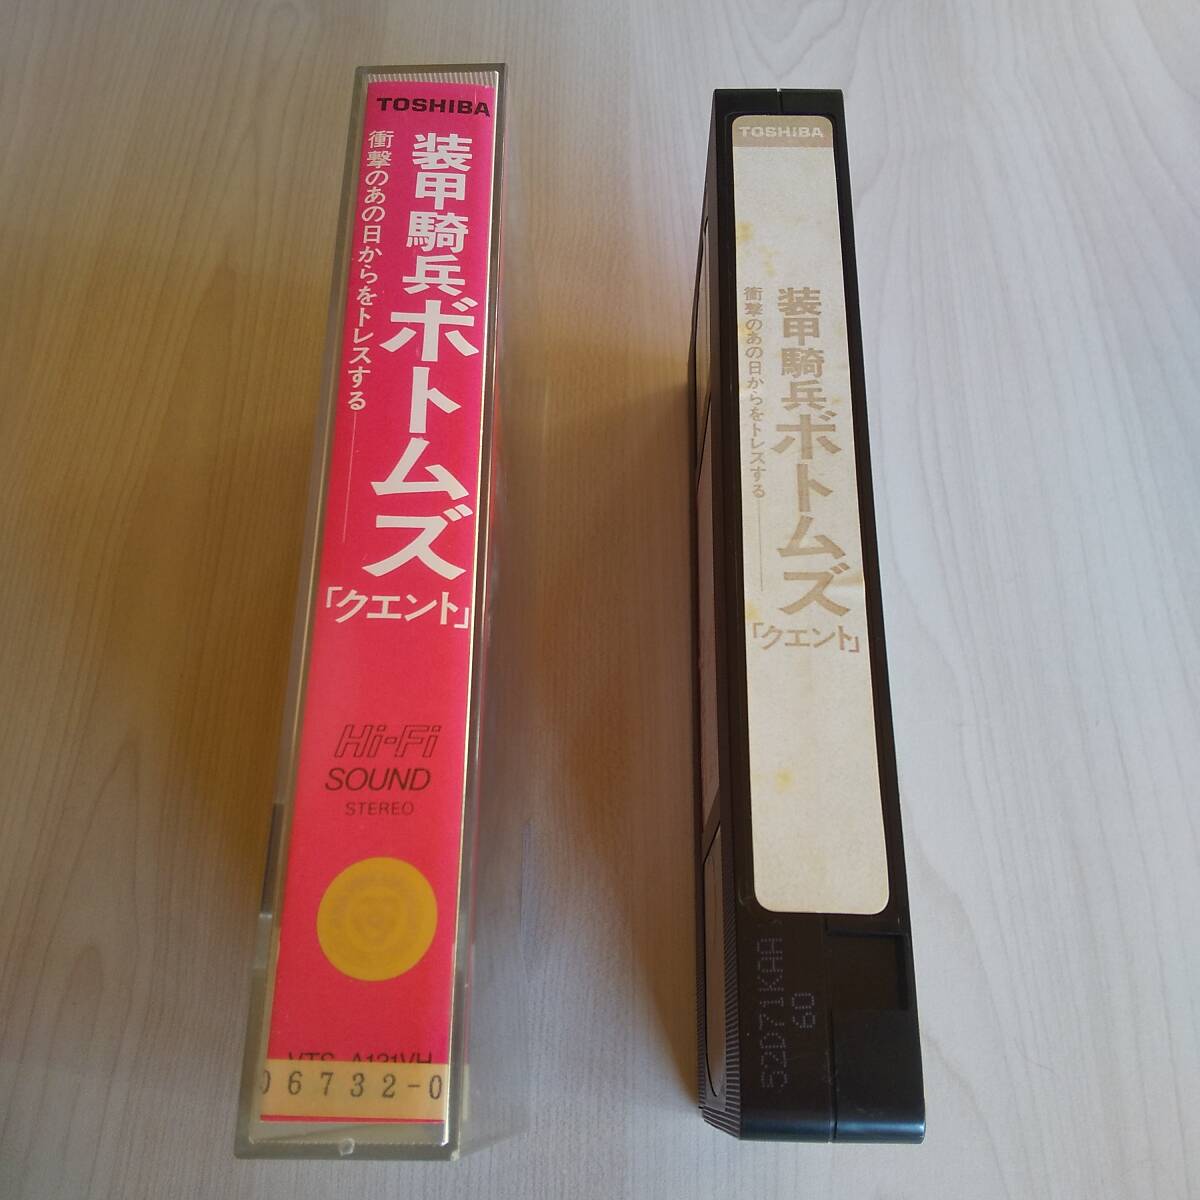 TOSHIBA
装甲騎兵ボトムズ
衝撃のあの日からをトレスする
「クエント」
Hi-Fi
SOUND
STEREO
VTS-A131VH
06732-0
TOSHIBA
装甲騎兵ボトムズ
衝撃のあの日からをトレスする
「クエント」
52D71KAA
60